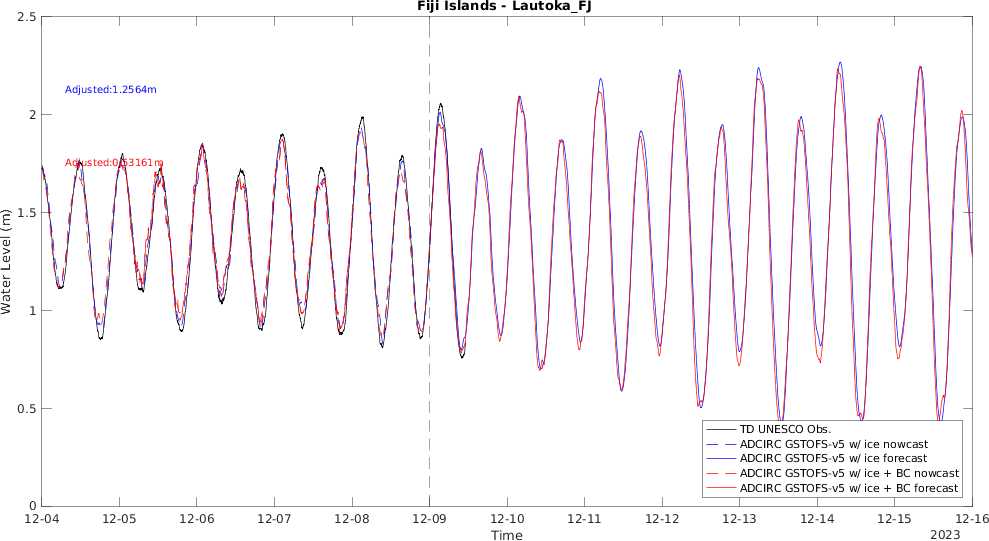 Fiji Islands - Lautoka_FJ
2.5
2
1.5
1
0.5
0
Water Level (m)
Adjusted:1.2564m
Adjusted:0.53161m
TD UNESCO Obs.
ADCIRC GSTOFS-v5 w/ ice nowcast
ADCIRC GSTOFS-v5 w/ ice forecast
ADCIRC GSTOFS-v5 w/ ice + BC nowcast
ADCIRC GSTOFS-v5 w/ ice + BC forecast
12-04 12-05 12-06 12-07 12-08 12-09 12-10 12-11 12-12 12-13 12-14 12-15 12-16
Time
2023